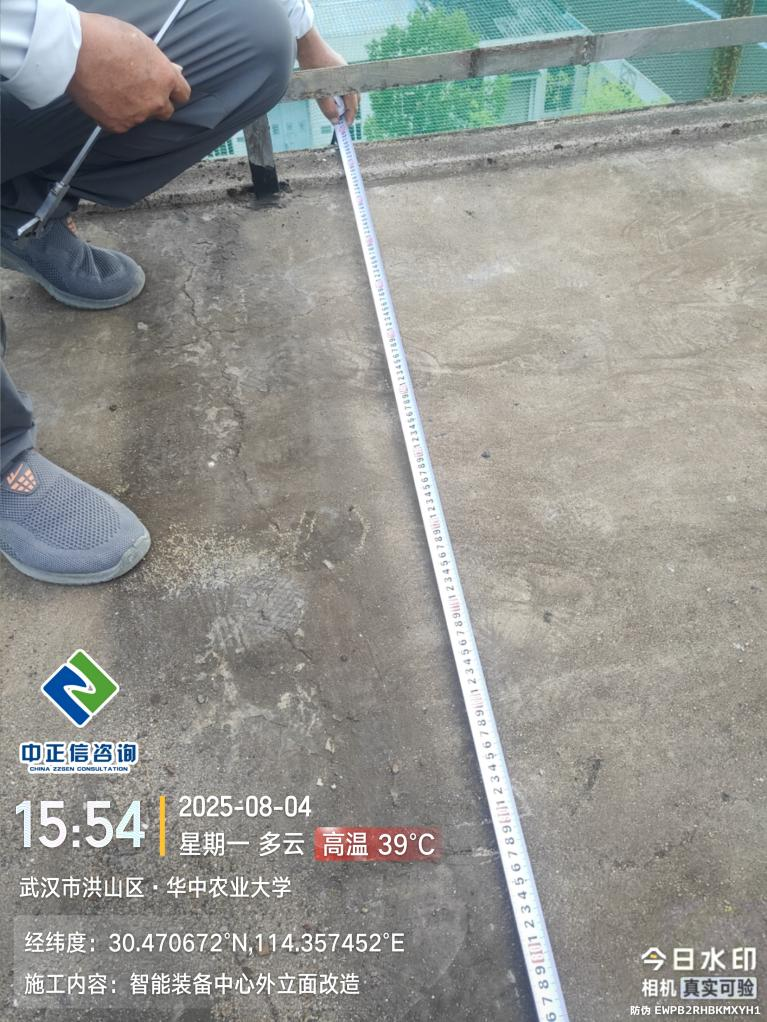 中正信咨询
CHINA ZZSEN CONSULTATION
15:54
2025-08-04
星期一 多云 高温 39°C
武汉市洪山区·华中农业大学
经纬度：30.470672°N,114.357452°E
施工内容：智能装备中心外立面改造
今日水印
相机 真实可验
防伪 EWPB2RHBKMXYH1